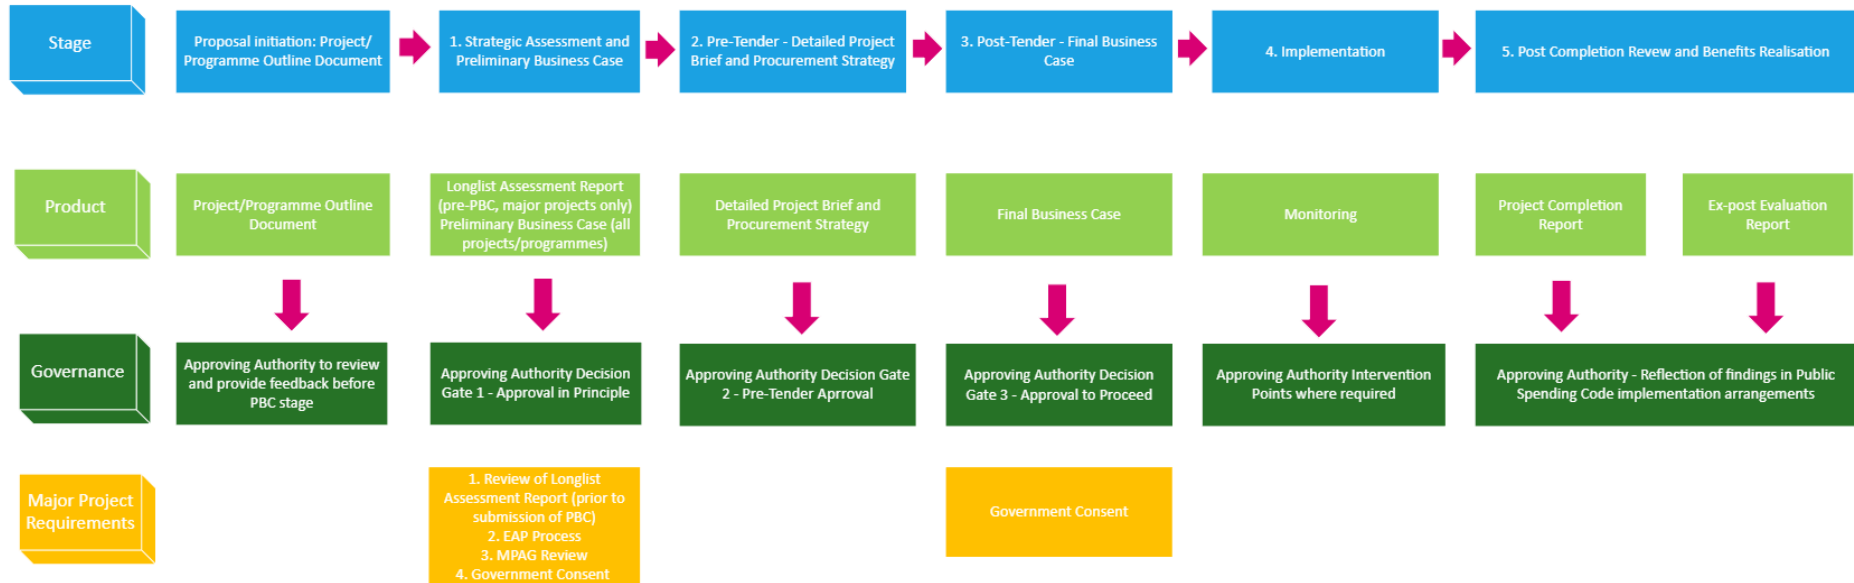 Stage
Proposal initiation: Project/
Programme Outline Document
1. Strategic Assessment and
Preliminary Business Case
2. Pre-Tender - Detailed Project
Brief and Procurement Strategy
3. Post-Tender - Final Business
Case
4. Implementation
5. Post Completion Revew and Benefits Realisation
Product
Project/Programme Outline
Document
Longlist Assessment Report
(pre-PBC, major projects only)
Preliminary Business Case (all
projects/programmes)
Detailed Project Brief and
Procurement Strategy
Final Business Case
Monitoring
Project Completion
Report
Ex-post Evaluation
Report
Governance
Approving Authority to review
and provide feedback before
PBC stage
Approving Authority Decision
Gate 1 - Approval in Principle
Approving Authority Decision Gate
2 - Pre-Tender Aprroval
Approving Authority Decision
Gate 3 - Approval to Proceed
Approving Authority Intervention
Points where required
Approving Authority - Reflection of findings in Public
Spending Code implementation arrangements
Major Project
Requirements
1. Review of Longlist
Assessment Report (prior to
submission of PBC)
2. EAP Process
3. MPAG Review
4. Government Consent
Government Consent